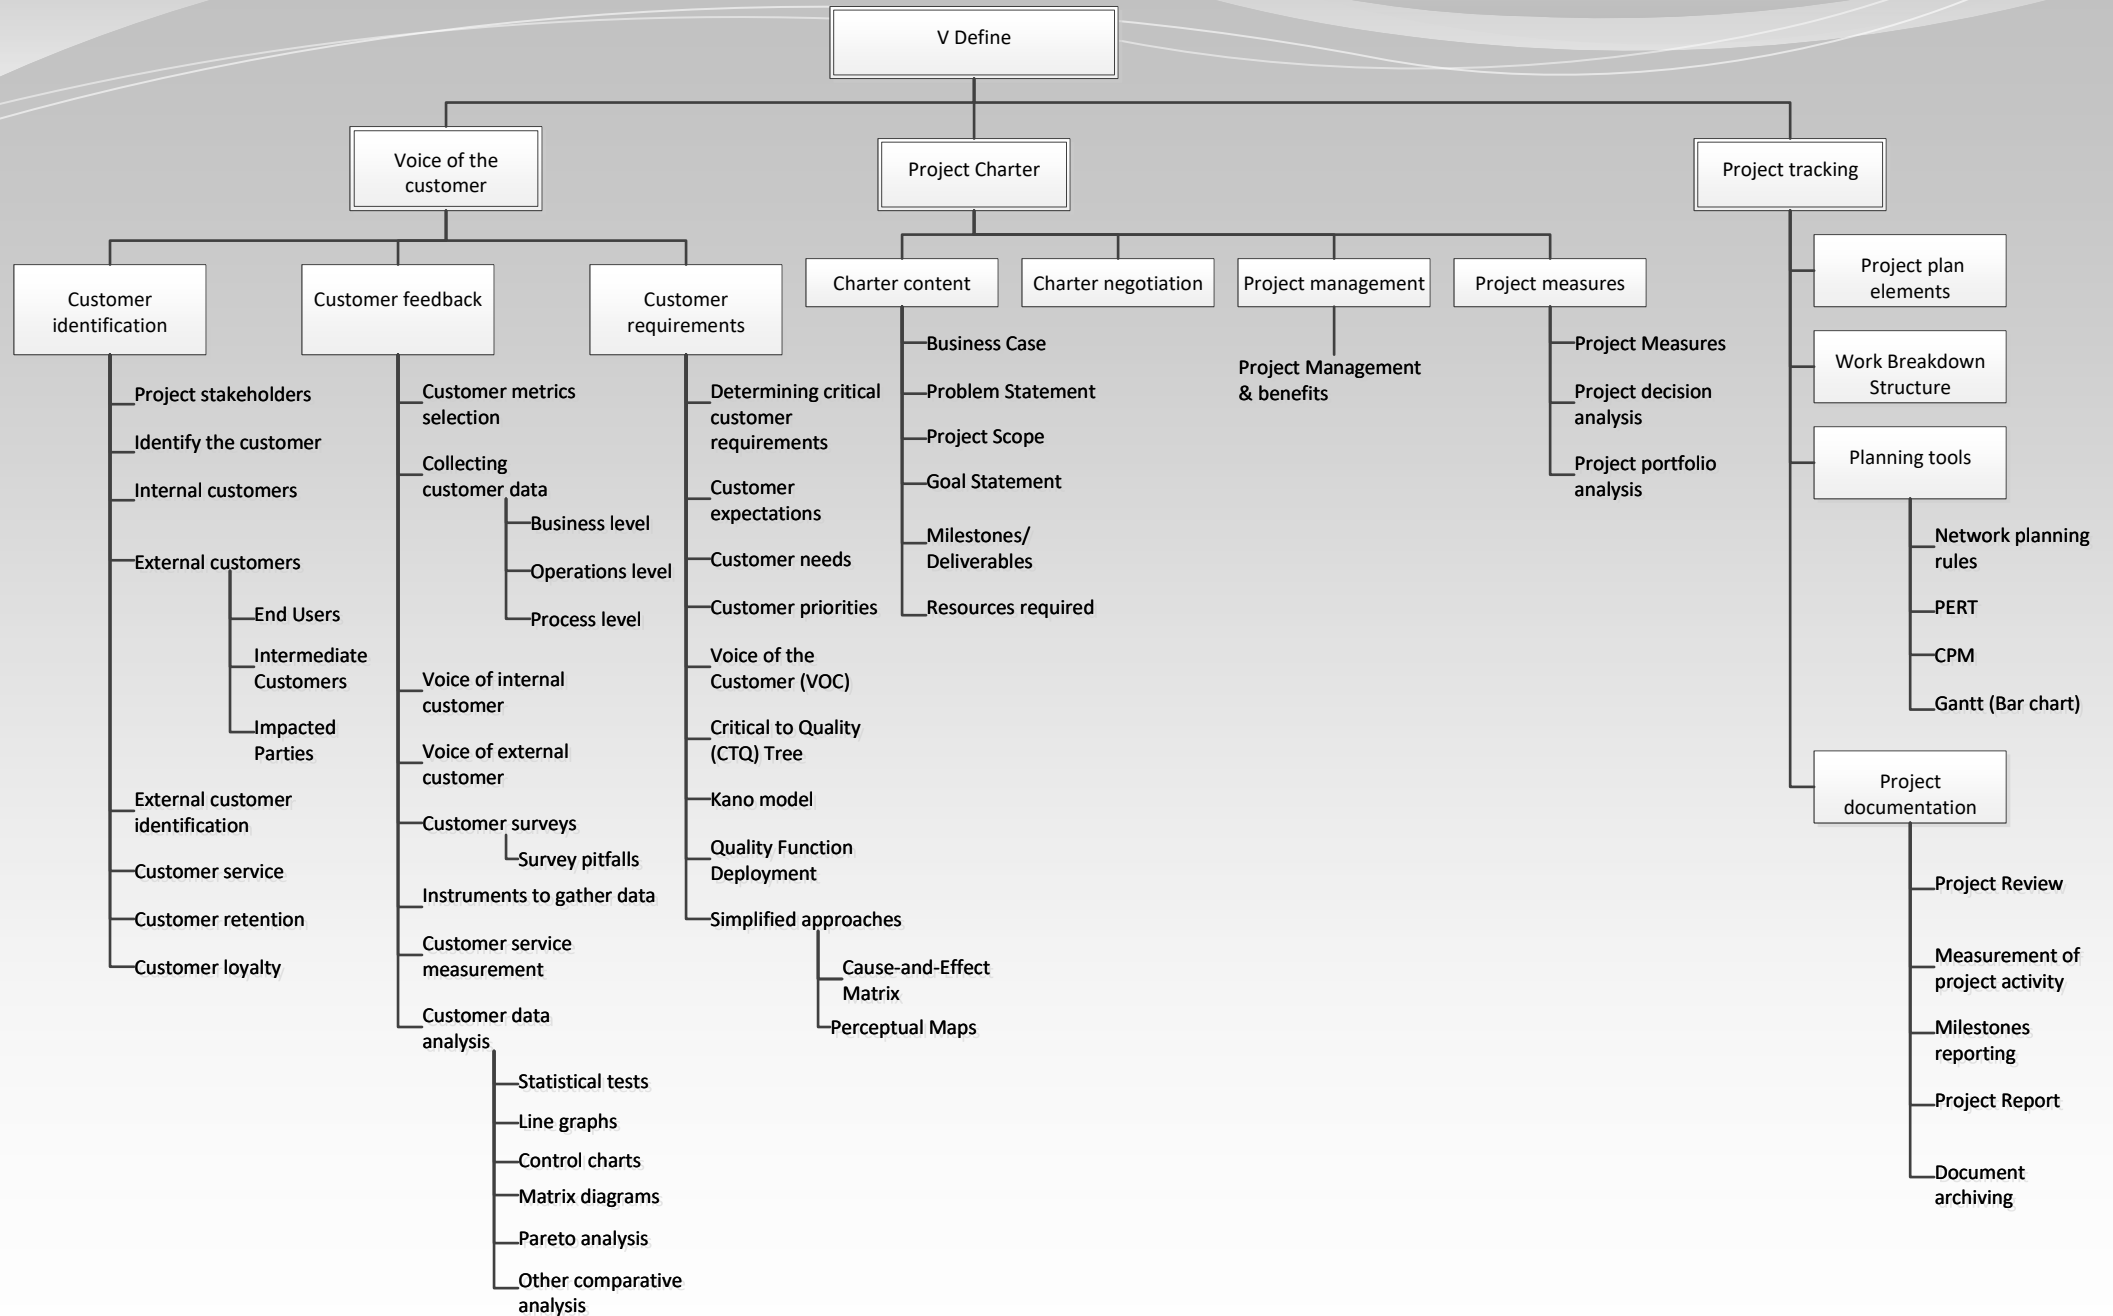 V Define
Voice of the
customer
Project Charter
Project tracking
Customer
identification
Project stakeholders
Identify the customer
Internal customers
External customers
End Users
Intermediate
Customers
Impacted
Parties
External customer
identification
Customer service
Customer retention
Customer loyalty
Customer feedback
Customer metrics
selection
Collecting
customer data
Business level
Operations level
Process level
Voice of internal
customer
Voice of external
customer
Customer surveys
Survey pitfalls
Instruments to gather data
Customer service
measurement
Customer data
analysis
Statistical tests
Line graphs
Control charts
Matrix diagrams
Pareto analysis
Other comparative
analysis
Customer
requirements
Determining critical
customer
requirements
Customer
expectations
Customer needs
Customer priorities
Voice of the
Customer (VOC)
Critical to Quality
(CTQ) Tree
Kano model
Quality Function
Deployment
Simplified approaches
Cause-and-Effect
Matrix
Perceptual Maps
Charter content
Business Case
Problem Statement
Project Scope
Goal Statement
Milestones/
Deliverables
Resources required
Charter negotiation
Project management
Project Management
& benefits
Project measures
Project Measures
Project decision
analysis
Project portfolio
analysis
Project plan
elements
Work Breakdown
Structure
Planning tools
Network planning
rules
PERT
CPM
Gantt (Bar chart)
Project
documentation
Project Review
Measurement of
project activity
Milestones
reporting
Project Report
Document
archiving